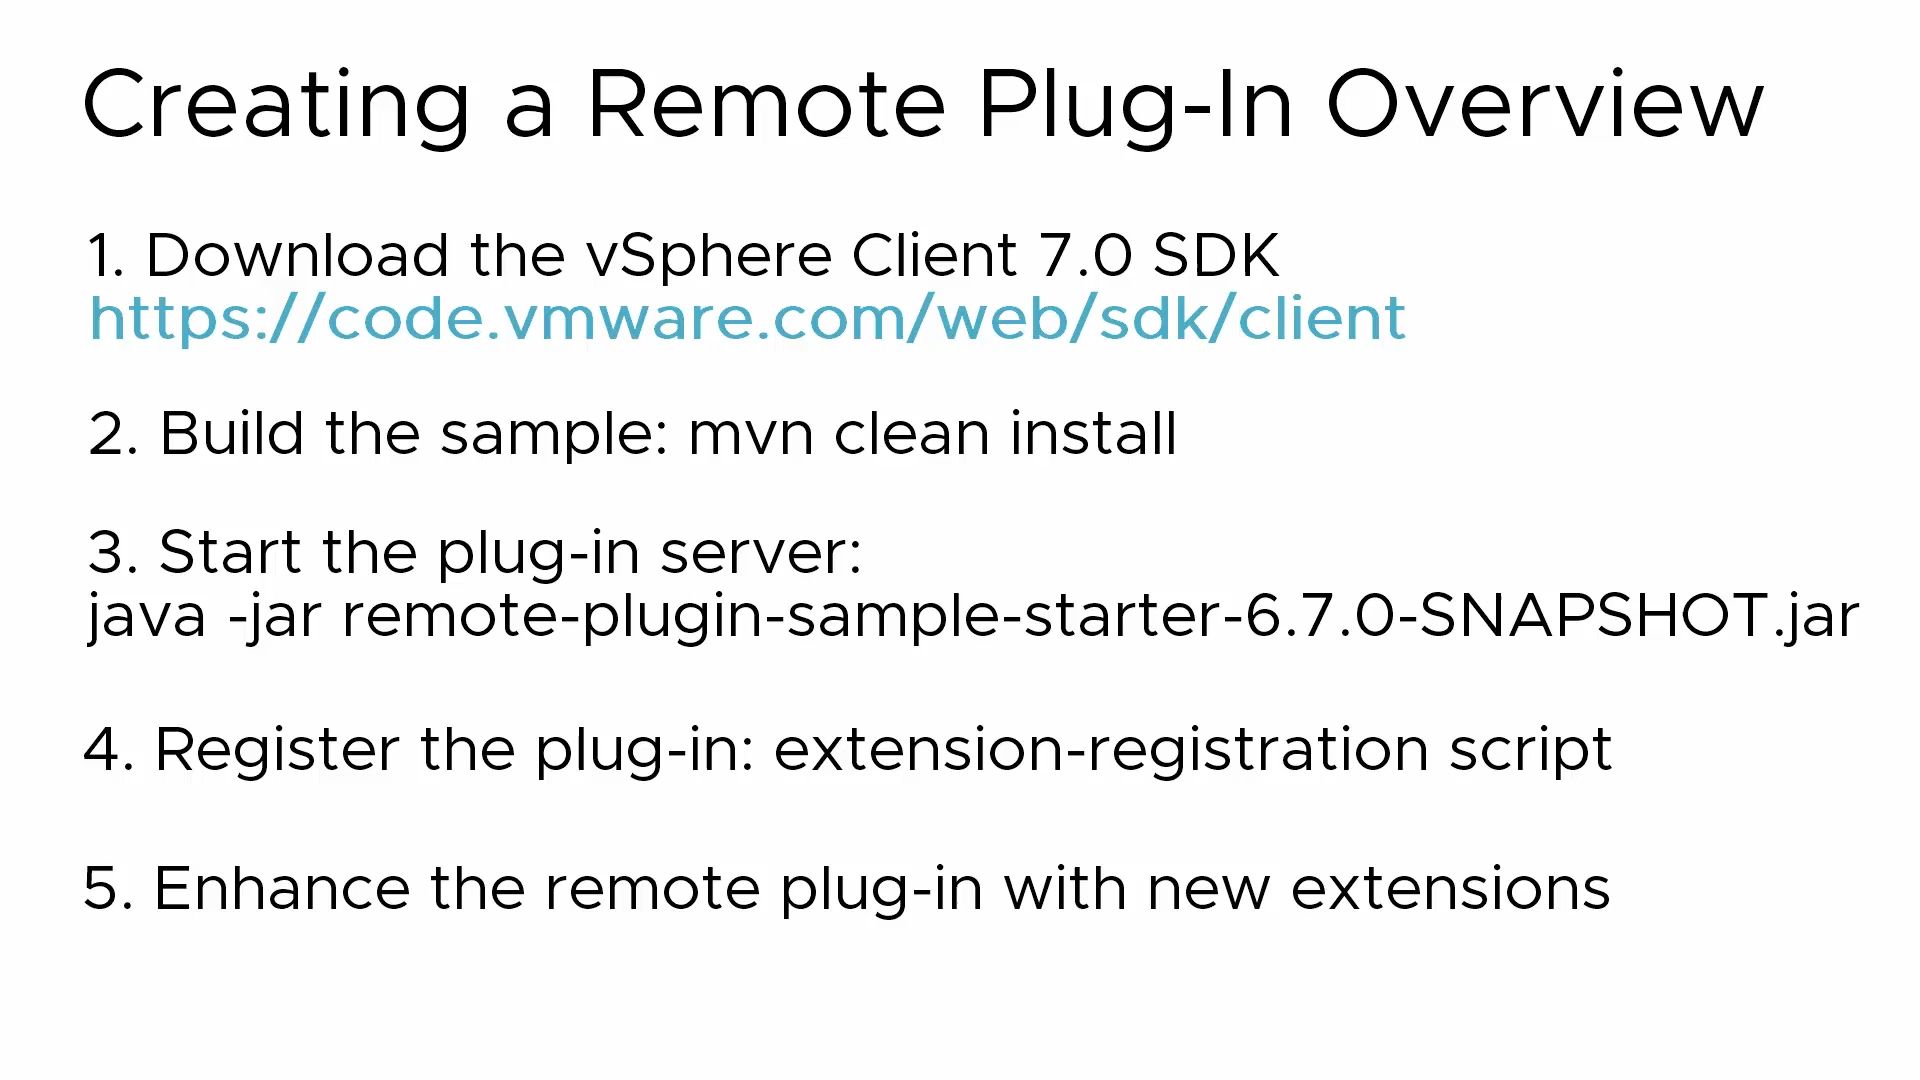 Creating a Remote Plug-In Overview
1. Download the vSphere Client 7.0 SDK
https://code.vmware.com/web/sdk/client
2. Build the sample: mvn clean install
3. Start the plug-in server:
java -jar remote-plugin-sample-starter-6.7.0-SNAPSHOT.jar
4. Register the plug-in: extension-registration script
5. Enhance the remote plug-in with new extensions